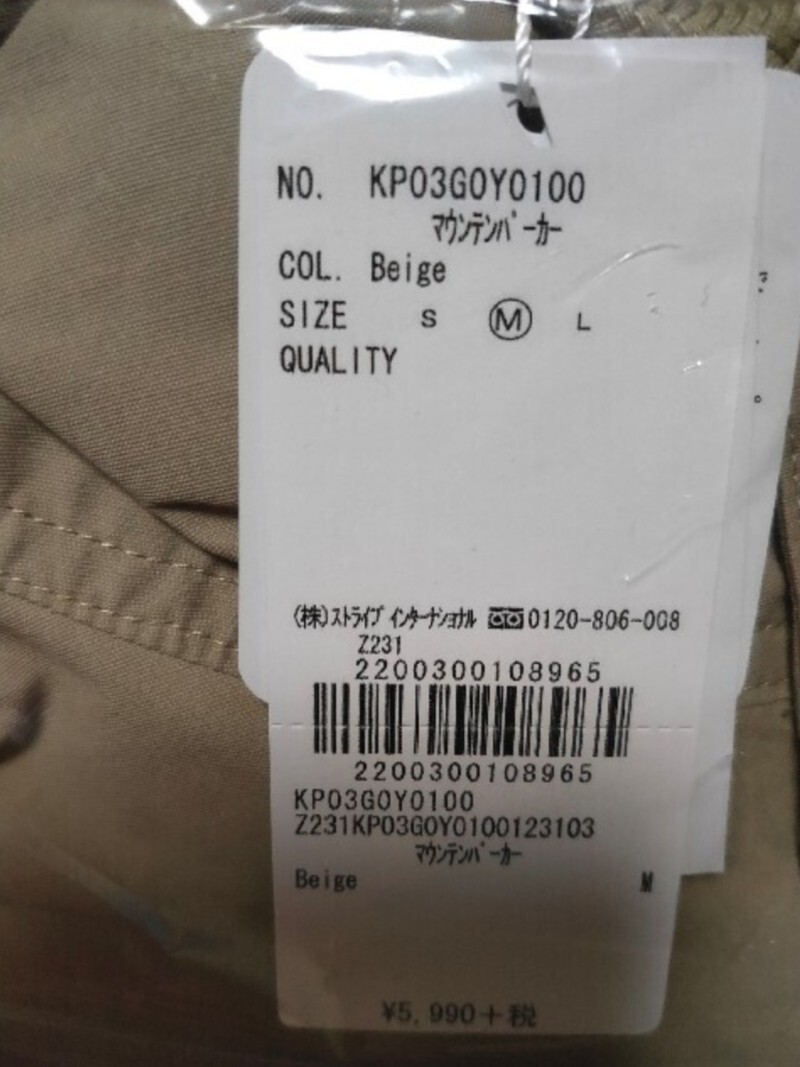 NO. KP03G0Y0100
マウンテンパーカー
COL. Beige
SIZE S M L
QUALITY
(株)ストライプインターナショナル 0120-806-008
Z231
2200300108965
2200300108965
KP03G0Y0100
Z231KP03G0Y0100123103
マウンテンパーカー
Beige M
¥5,990+税